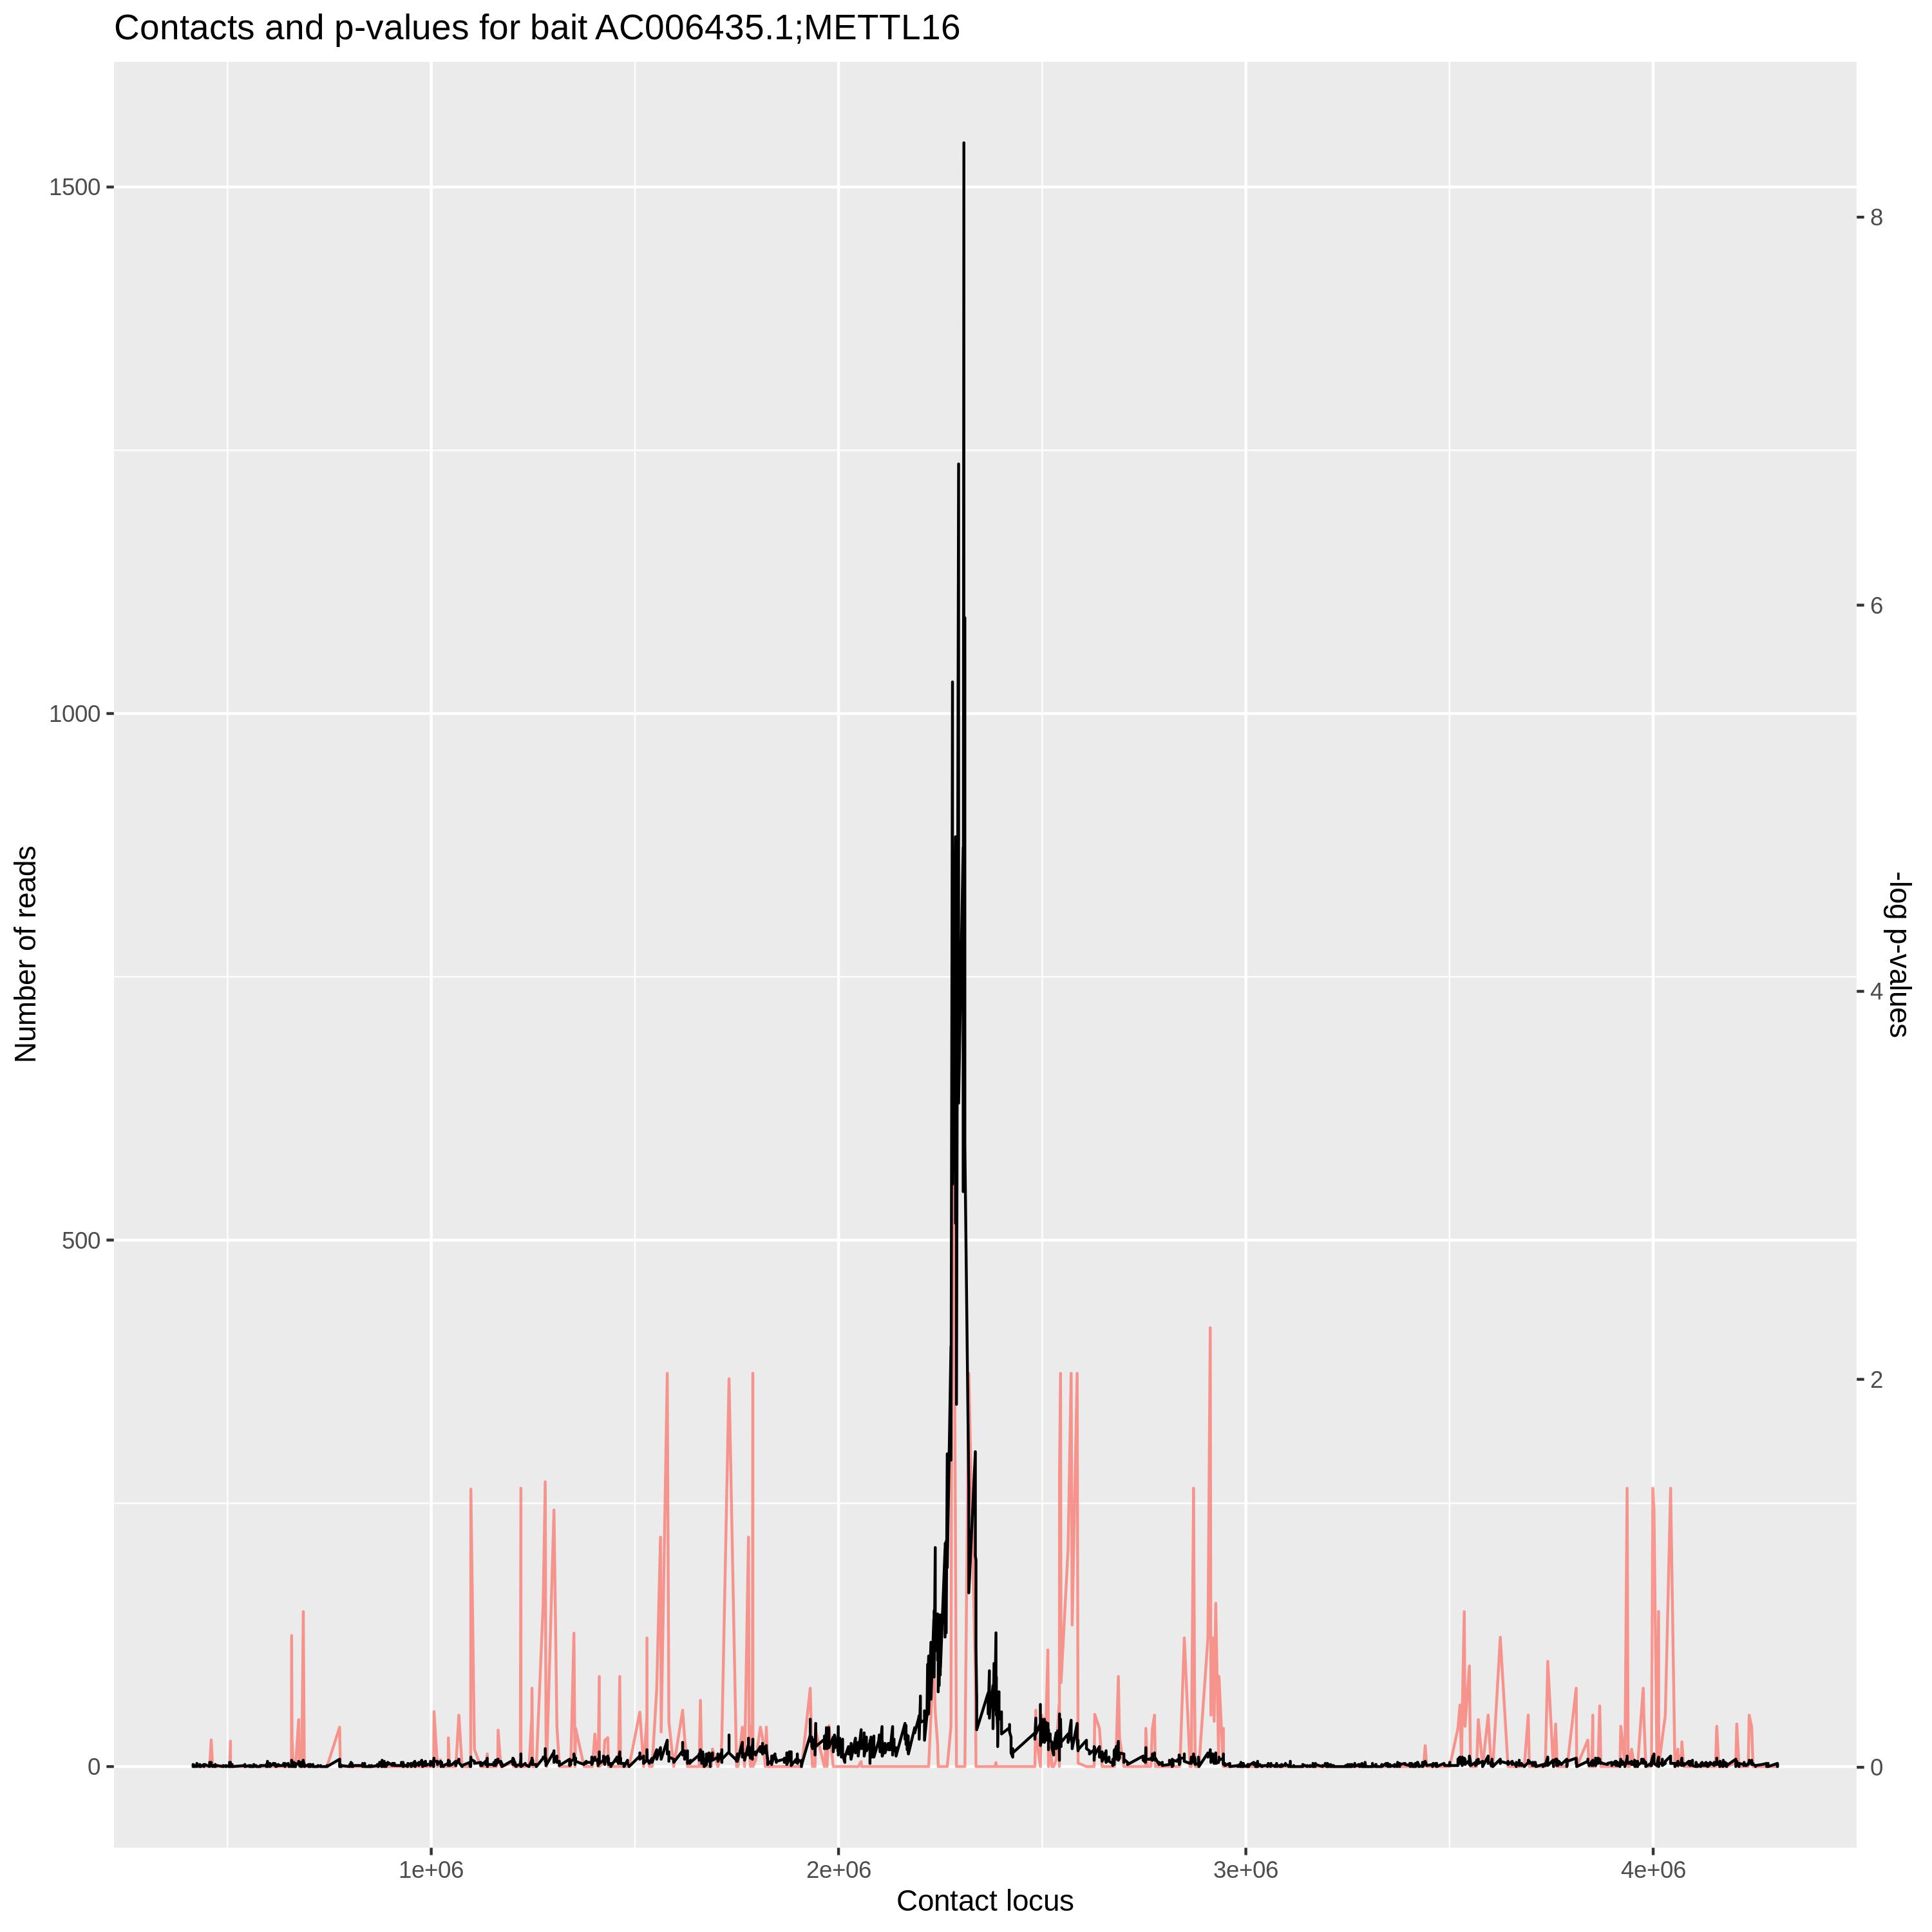 Contacts and p-values for bait AC006435.1;METTL16
Number of reads
1500
1000
500
0
8
6
4
2
0
-log p-values
1e+06
2e+06
3e+06
4e+06
Contact locus